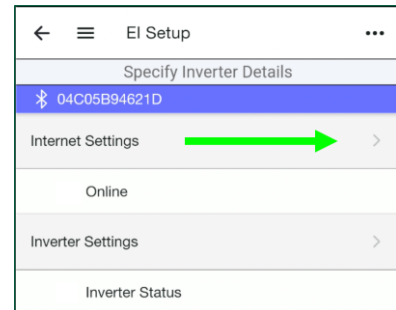 EI Setup
Specify Inverter Details
04C05B94621D
Internet Settings
Online
Inverter Settings
Inverter Status